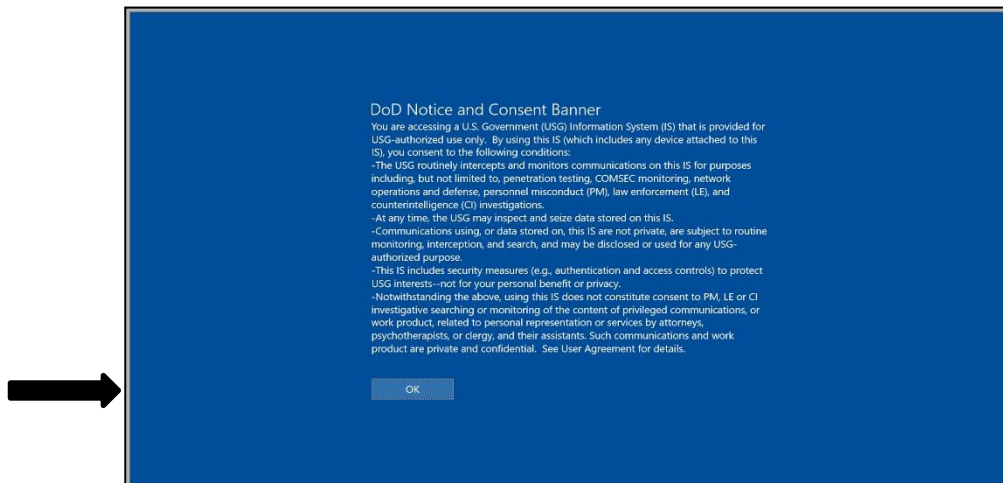 DoD Notice and Consent Banner
You are accessing a U.S. Government (USG) Information System (IS) that is provided for
USG-authorized use only.  By using this IS (which includes any device attached to this
IS), you consent to the following conditions:
-The USG routinely intercepts and monitors communications on this IS for purposes
including, but not limited to, penetration testing, COMSEC monitoring, network
operations and defense, personnel misconduct (PM), law enforcement (LE), and
counterintelligence (CI) investigations.
-At any time, the USG may inspect and seize data stored on this IS.
-Communications using, or data stored on, this IS are not private, are subject to routine
monitoring, interception, and search, and may be disclosed or used for any USG-
authorized purpose.
-This IS includes security measures (e.g., authentication and access controls) to protect
USG interests--not for your personal benefit or privacy.
-Notwithstanding the above, using this IS does not constitute consent to PM, LE or CI
investigative searching or monitoring of the content of privileged communications, or
work product, related to personal representation or services by attorneys,
psychotherapists, or clergy, and their assistants. Such communications and work
product are private and confidential.  See User Agreement for details.
OK